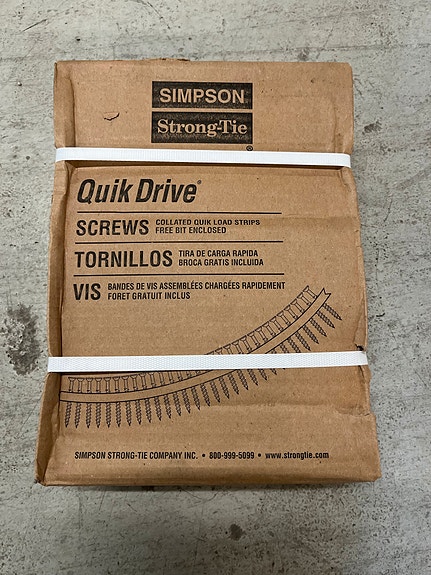 SIMPSON
Strong-Tie
®
Quik Drive®
SCREWS COLLATED QUIK LOAD STRIPS
FREE BIT ENCLOSED
TORNILLOS TIRA DE CARGA RAPIDA
BROCA GRATIS INCLUIDA
VIS BANDES DE VIS ASSEMBLÉES CHARGÉES RAPIDEMENT
FORET GRATUIT INCLUS
SIMPSON STRONG-TIE COMPANY INC. • 800-999-5099 • www.strongtie.com